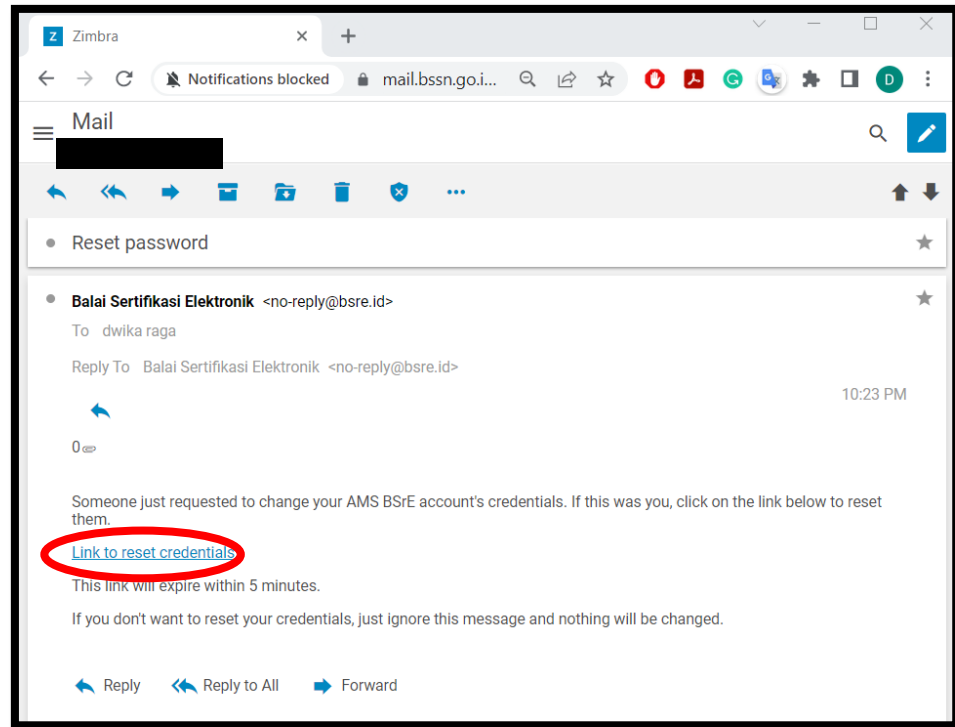 Z Zimbra
Notifications blocked mail.bssn.go.i...
D
Mail
Reset password
Balai Sertifikasi Elektronik <no-reply@bsre.id>
To dwika raga
Reply To Balai Sertifikasi Elektronik <no-reply@bsre.id>
10:23 PM
0
Someone just requested to change your AMS BSrE account's credentials. If this was you, click on the link below to reset
them.
Link to reset credentials
This link will expire within 5 minutes.
If you don't want to reset your credentials, just ignore this message and nothing will be changed.
Reply Reply to All Forward